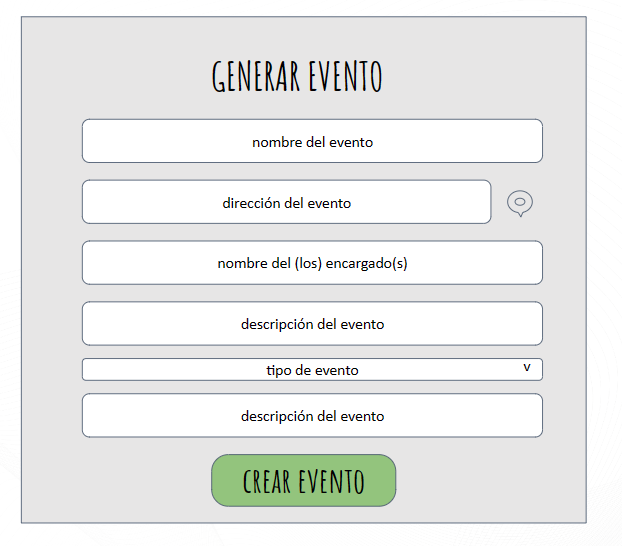 GENERAR EVENTO
nombre del evento
dirección del evento
nombre del (los) encargado(s)
descripción del evento
tipo de evento v
descripción del evento
CREAR EVENTO